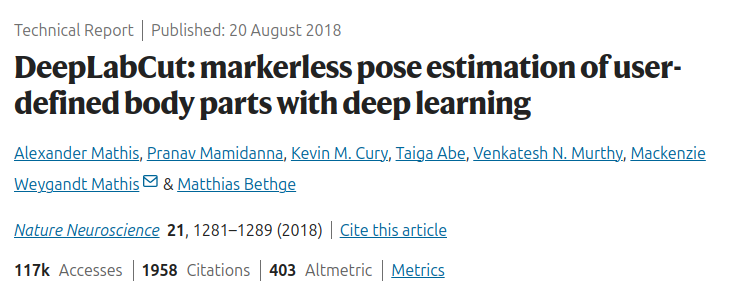 Technical Report | Published: 20 August 2018
DeepLabCut: markerless pose estimation of user-
defined body parts with deep learning
Alexander Mathis, Pranav Mamidanna, Kevin M. Cury, Taiga Abe, Venkatesh N. Murthy, Mackenzie
Weygandt Mathis & Matthias Bethge
Nature Neuroscience 21, 1281–1289 (2018) | Cite this article
117k Accesses | 1958 Citations | 403 Altmetric | Metrics